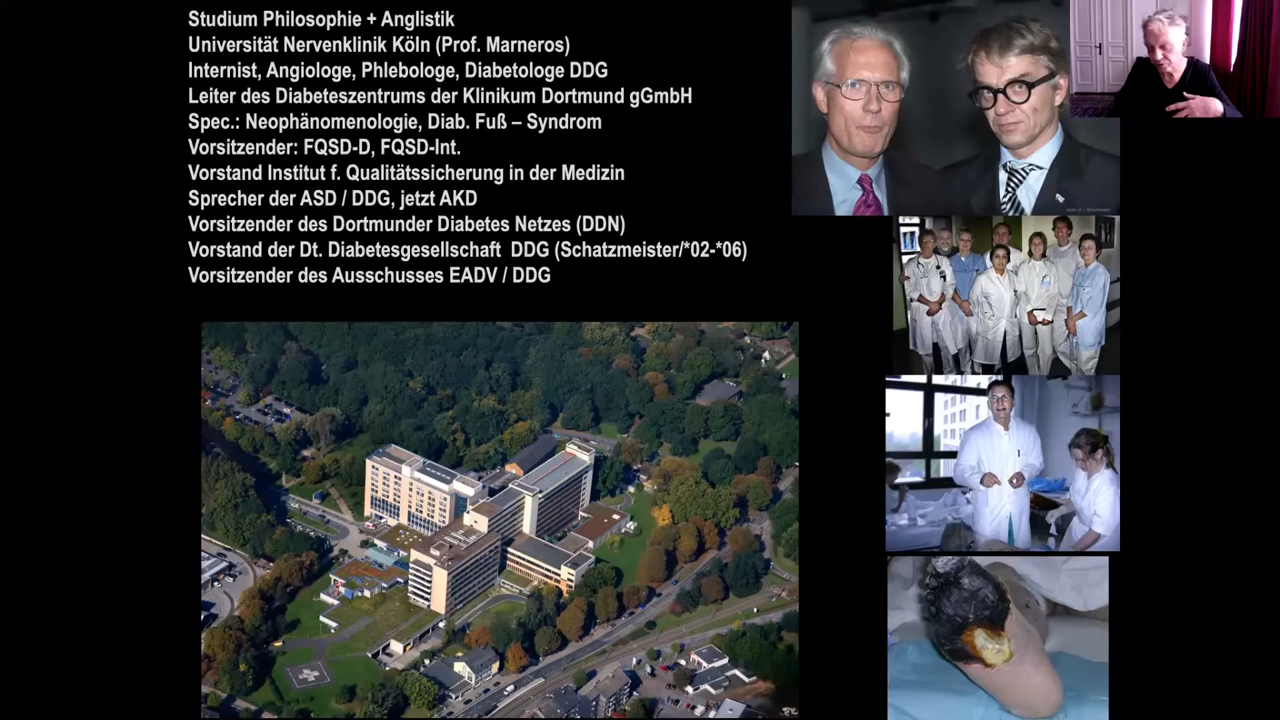 Studium Philosophie + Anglistik
Universität Nervenklinik Köln (Prof. Marneros)
Internist, Angiologe, Phlebologe, Diabetologe DDG
Leiter des Diabeteszentrums der Klinikum Dortmund gGmbH
Spec.: Neophänomenologie, Diab. Fuß – Syndrom
Vorsitzender: FQSD-D, FQSD-Int.
Vorstand Institut f. Qualitätssicherung in der Medizin
Sprecher der ASD / DDG, jetzt AKD
Vorsitzender des Dortmunder Diabetes Netzes (DDN)
Vorstand der Dt. Diabetesgesellschaft  DDG (Schatzmeister/*02-*06)
Vorsitzender des Ausschusses EADV / DDG